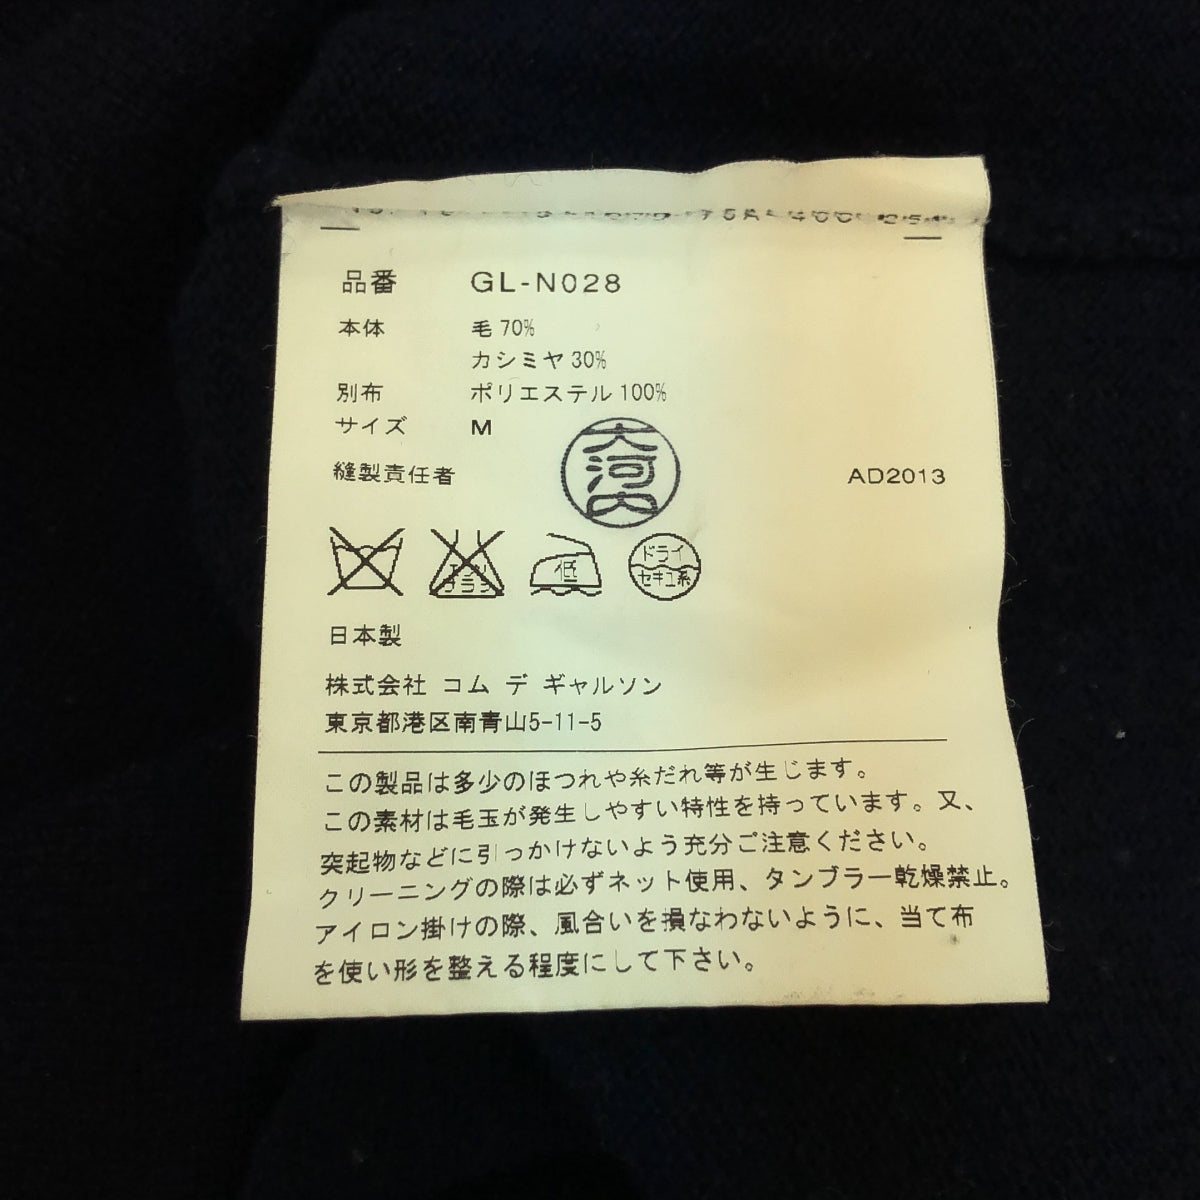 品番 GL-N028
本体 毛 70%
カシミヤ 30%
別布 ポリエステル 100%
サイズ M
大河内
縫製責任者 AD2013
エンソ
低 ドライ
チラシ セキユ系
日本製
株式会社 コム デ ギャルソン
東京都港区南青山5-11-5
この製品は多少のほつれや糸だれ等が生じます。
この素材は毛玉が発生しやすい特性を持っています。又、
突起物などに引っかけないよう充分ご注意ください。
クリーニングの際は必ずネット使用、タンブラー乾燥禁止。
アイロン掛けの際、風合いを損なわないように、当て布
を使い形を整える程度にして下さい。